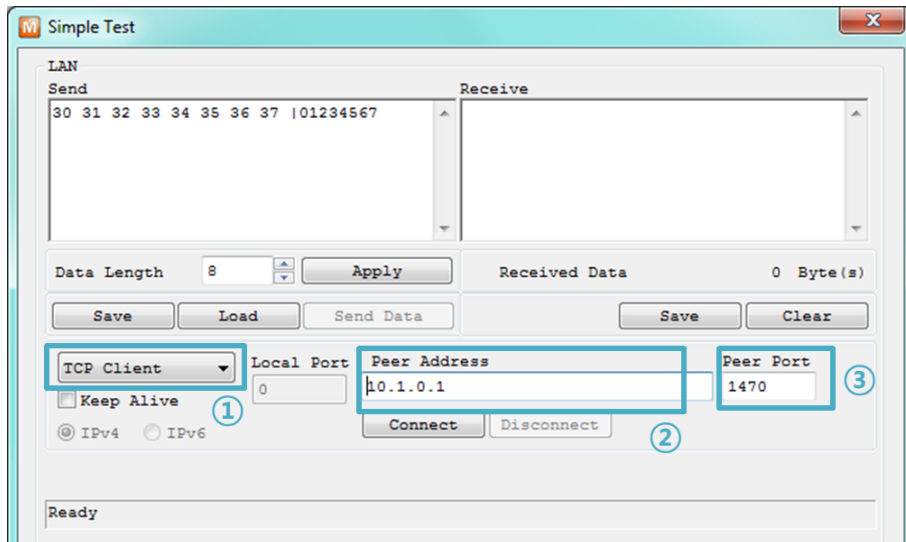 M Simple Test
LAN
Send
Receive
30 31 32 33 34 35 36 37 |01234567
Data Length 8 Apply
Received Data 0 Byte(s)
Save Load Send Data
Save Clear
TCP Client Local Port Peer Address Peer Port
0 10.1.0.1 1470 ③
Keep Alive ①
IPv4 IPv6 Connect Disconnect ②
Ready